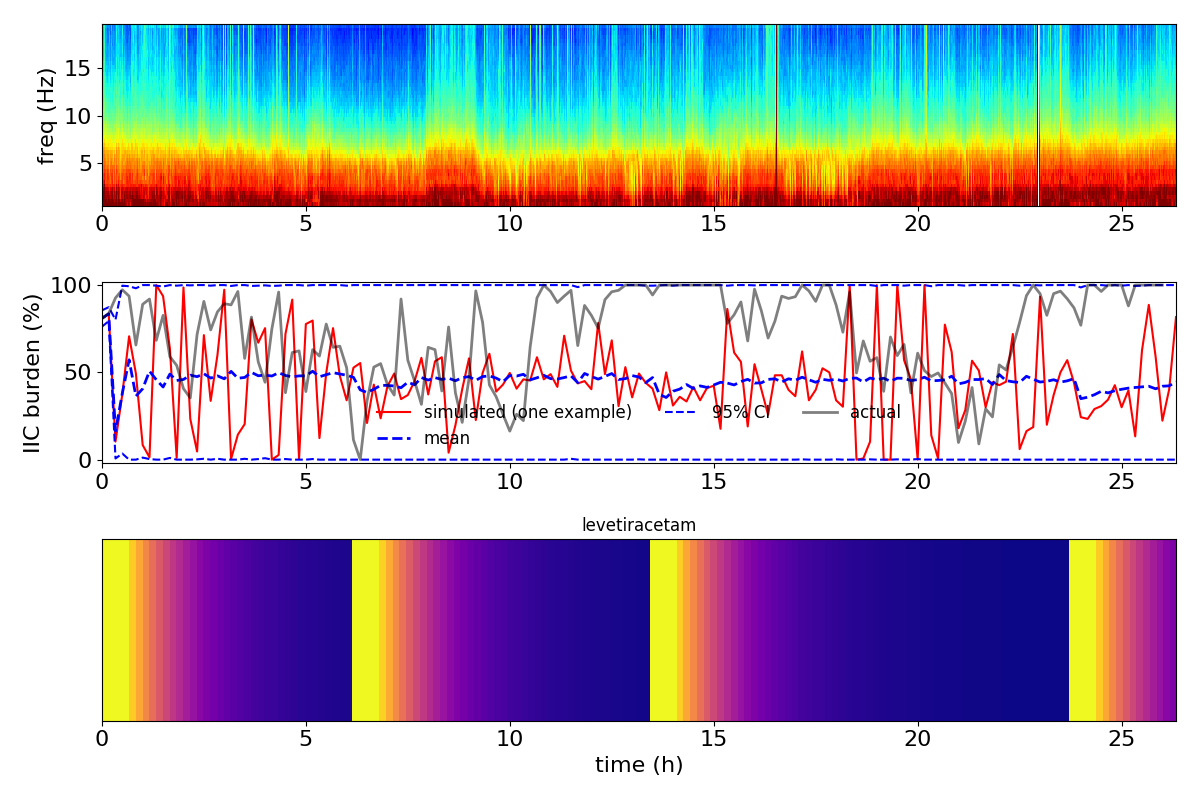 freq (Hz)
15
10
5
0 5 10 15 20 25
IIC burden (%)
100
50
0
simulated (one example) 95% CI actual
mean
0 5 10 15 20 25
levetiracetam
0 5 10 15 20 25
time (h)